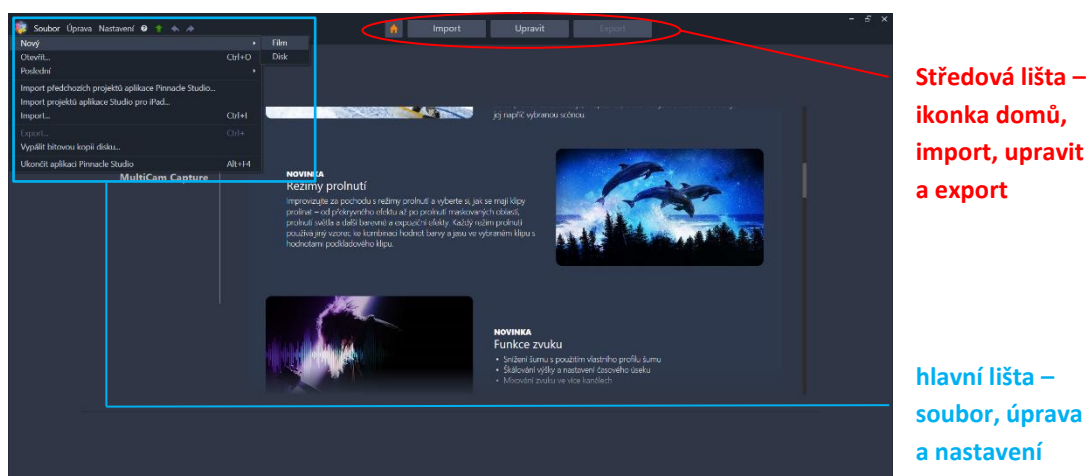 Soubor Úprava Nastavení
Import Upravit Export
Nový Film
Otevřít... Ctrl+O Disk
Poslední
Import předchozích projektů aplikace Pinnacle Studio...
Import projektů aplikace Studio pro iPad...
Import... Ctrl+I
Export... Ctrl+
Vypálit bitovou kopii disku...
Ukončit aplikaci Pinnacle Studio Alt+F4
MultiCam Capture
jej napříč vybranou scénou.
NOVINKA
Režimy prolnutí
Improvizujte za pochodu s režimy prolnutí a vyberte si, jak se mají klipy
prolínat – od překryvného efektu až po prolnutí maskovaných oblastí,
prolnutí světla a další barevné a expoziční efekty. Každý režim prolnutí
používá jiný vzorec ke kombinaci hodnot barvy a jasu ve vybraném klipu s
hodnotami podkladového klipu.
NOVINKA
Funkce zvuku
• Snížení šumu s použitím vlastního profilu šumu
• Škálování výšky a nastavení časového úseku
• Mixování zvuku ve více kanálech
Středová lišta –
ikonka domů,
import, upravit
a export
hlavní lišta –
soubor, úprava
a nastavení